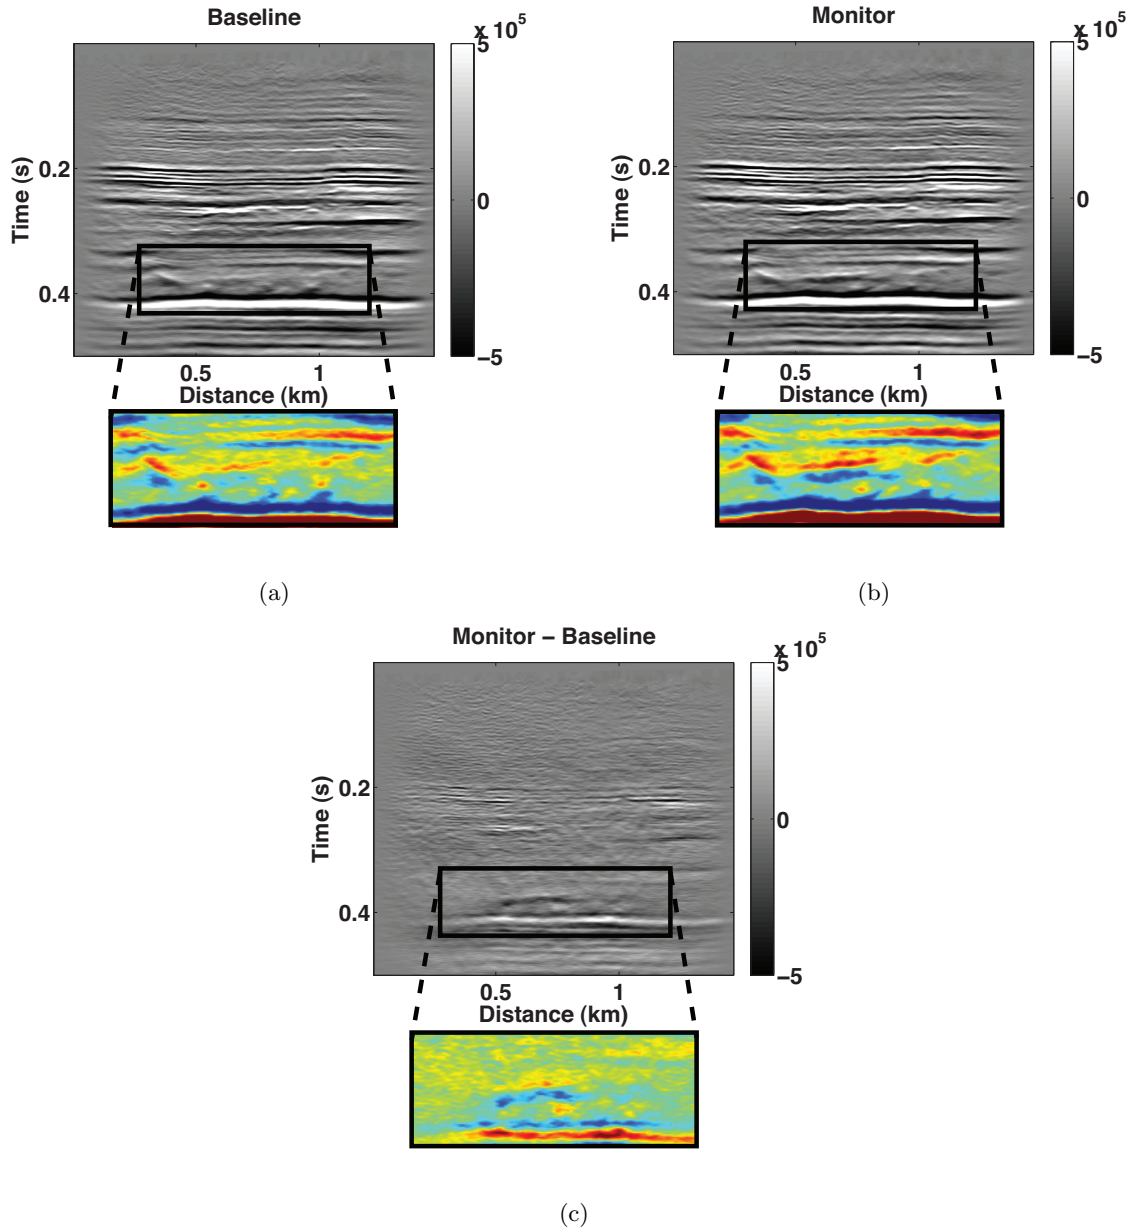 Baseline
x 10^5
5
0
−5
Time (s)
0.2
0.4
0.5 1
Distance (km)
(a)
Monitor
x 10^5
5
0
−5
Time (s)
0.2
0.4
0.5 1
Distance (km)
(b)
Monitor − Baseline
x 10^5
5
0
−5
Time (s)
0.2
0.4
0.5 1
Distance (km)
(c)